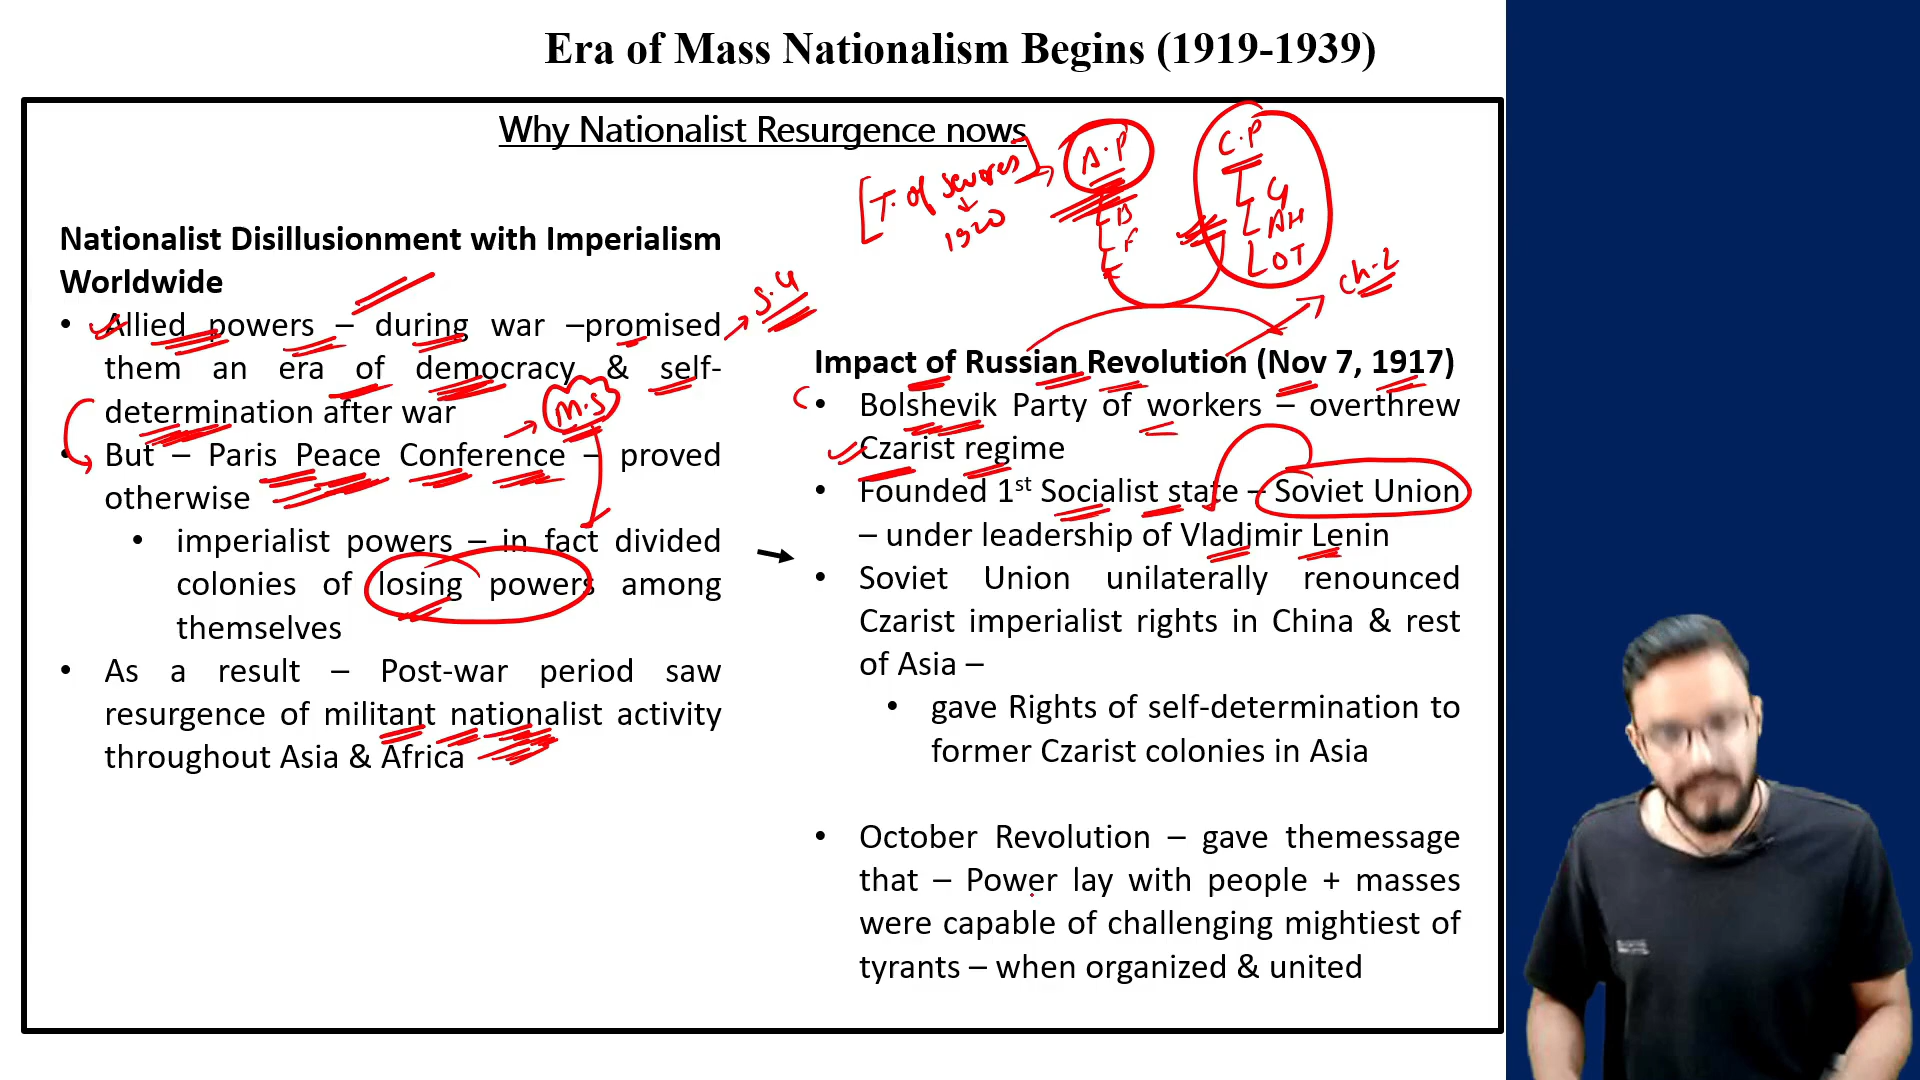 Era of Mass Nationalism Begins (1919-1939)
Why Nationalist Resurgence nows
[T. of Sevres]
1920
A.P
B
F
C.P
G
AH
OT
Ch-2
Nationalist Disillusionment with Imperialism
Worldwide
• Allied powers – during war –promised
them an era of democracy & self-
determination after war
S.G
M.S
• But – Paris Peace Conference – proved
otherwise
• imperialist powers – in fact divided
colonies of losing powers among
themselves
• As a result – Post-war period saw
resurgence of militant nationalist activity
throughout Asia & Africa
Impact of Russian Revolution (Nov 7, 1917)
• Bolshevik Party of workers – overthrew
Czarist regime
• Founded 1st Socialist state – Soviet Union
– under leadership of Vladimir Lenin
• Soviet Union unilaterally renounced
Czarist imperialist rights in China & rest
of Asia –
• gave Rights of self-determination to
former Czarist colonies in Asia
• October Revolution – gave themessage
that – Power lay with people + masses
were capable of challenging mightiest of
tyrants – when organized & united